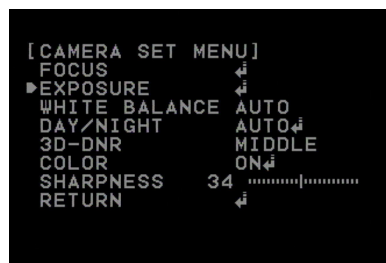 [CAMERA SET MENU]
FOCUS ↲
►EXPOSURE ↲
WHITE BALANCE AUTO
DAY/NIGHT AUTO↲
3D-DNR MIDDLE
COLOR ON↲
SHARPNESS 34
RETURN ↲